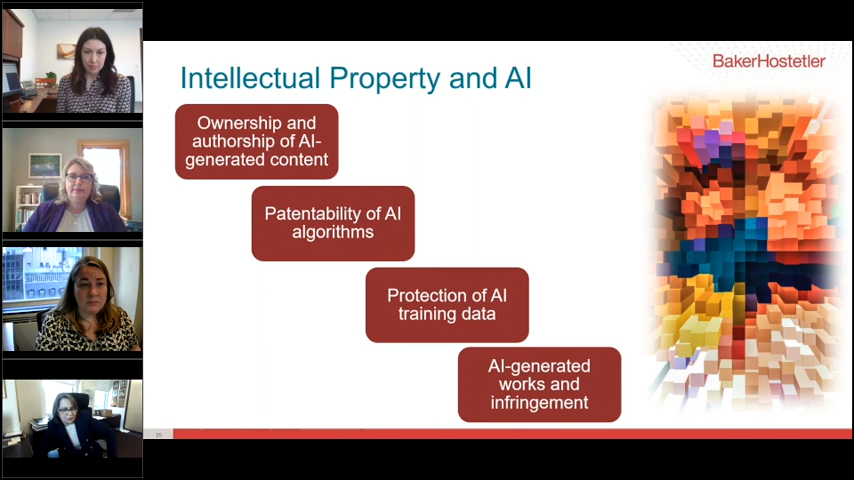 BakerHostetler
Intellectual Property and AI
Ownership and
authorship of AI-
generated content
Patentability of AI
algorithms
Protection of AI
training data
AI-generated
works and
infringement